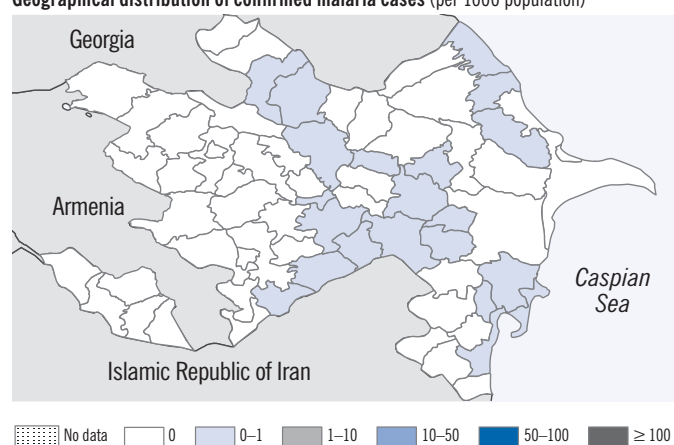 Geographical distribution of confirmed malaria cases (per 1000 population)
Georgia
Armenia
Caspian
Sea
Islamic Republic of Iran
No data 0 0–1 1–10 10–50 50–100 ≥ 100